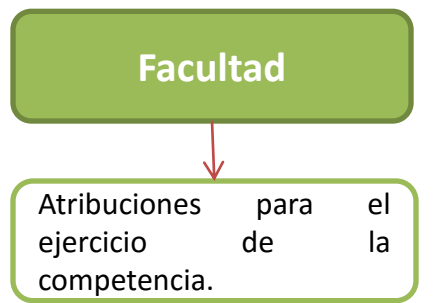 Facultad
Atribuciones para el
ejercicio de la
competencia.